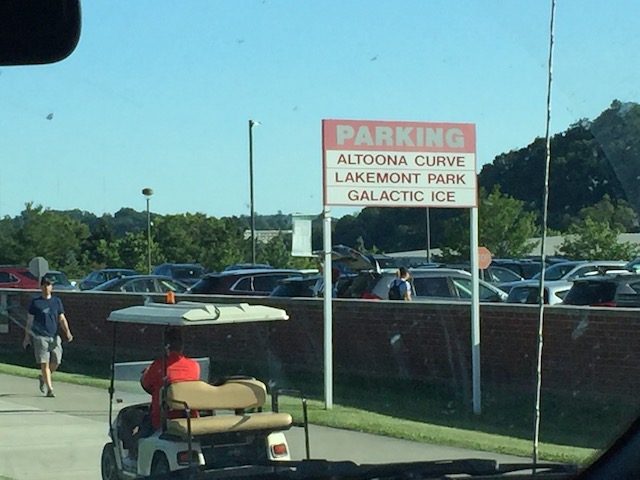 PARKING
ALTOONA CURVE
LAKEMONT PARK
GALACTIC ICE